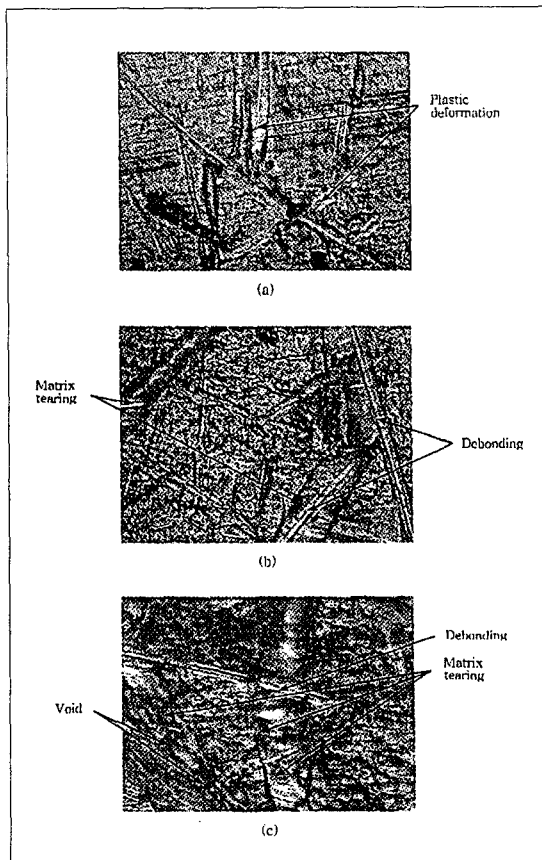 Plastic
deformation
(a)
Matrix
tearing
Debonding
(b)
Debonding
Matrix
tearing
Void
(c)